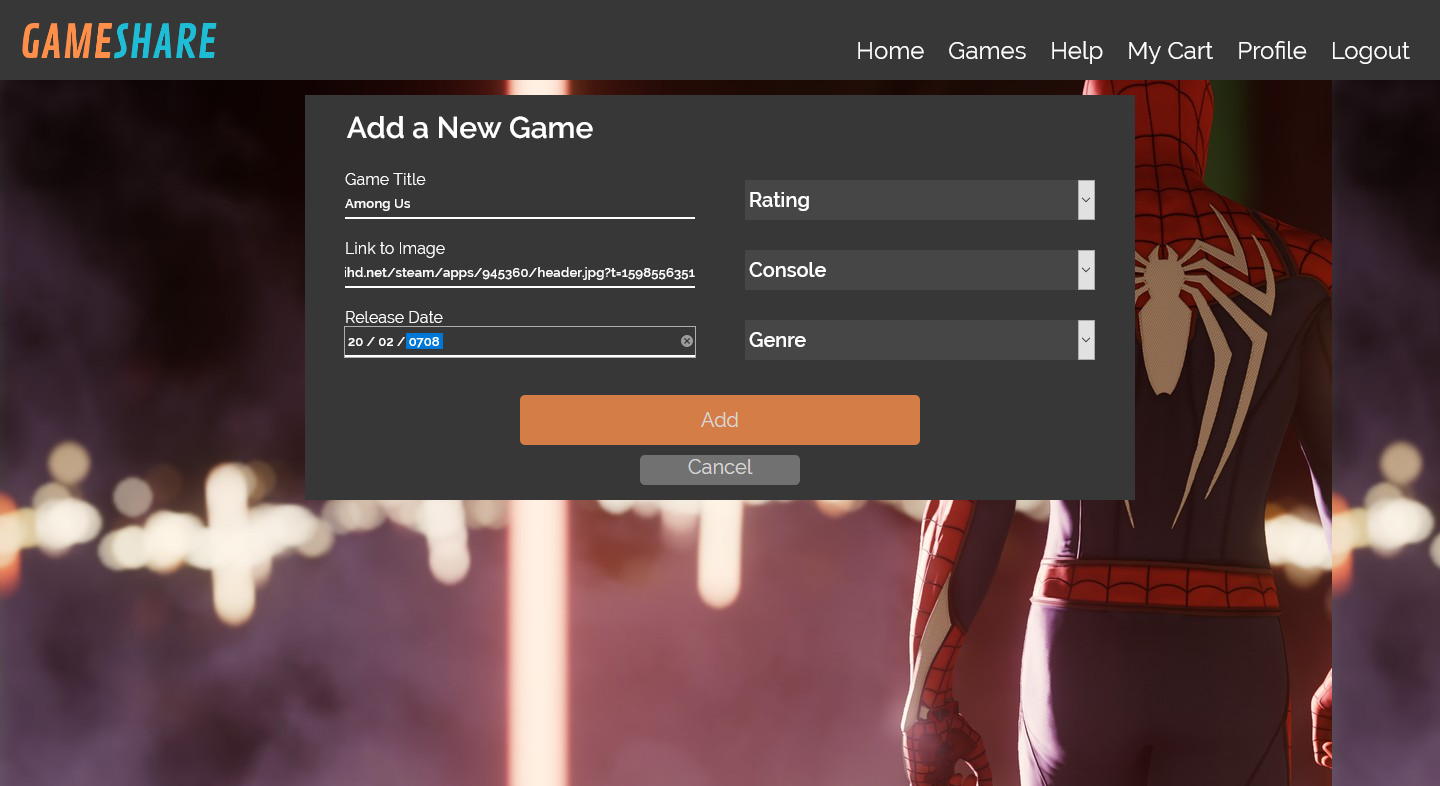 GAMESHARE
Home Games Help My Cart Profile Logout
Add a New Game
Game Title
Among Us
Link to Image
ihd.net/steam/apps/945360/header.jpg?t=1598556351
Release Date
20 / 02 / 0708
Rating
Console
Genre
Add
Cancel